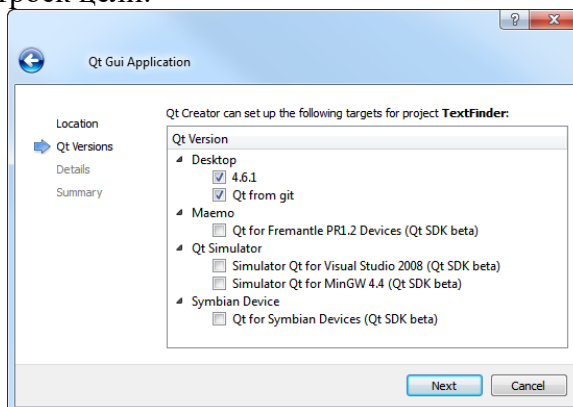 Qt Gui Application
Location
Qt Versions
Details
Summary
Qt Creator can set up the following targets for project TextFinder:
Qt Version
Desktop
4.6.1
Qt from git
Maemo
Qt for Fremantle PR1.2 Devices (Qt SDK beta)
Qt Simulator
Simulator Qt for Visual Studio 2008 (Qt SDK beta)
Simulator Qt for MinGW 4.4 (Qt SDK beta)
Symbian Device
Qt for Symbian Devices (Qt SDK beta)
Next
Cancel